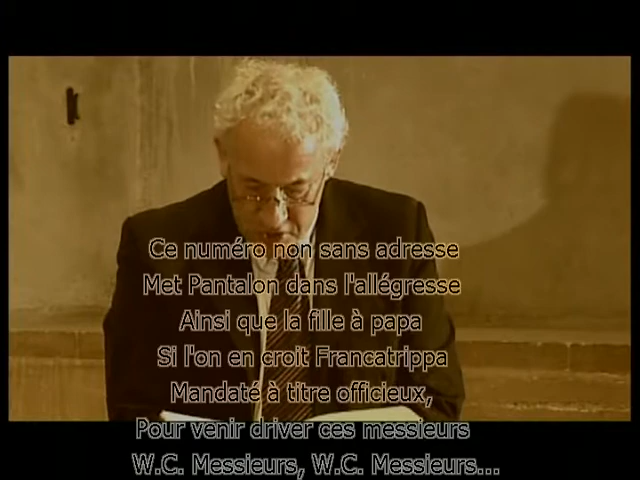 Ce numéro non sans adresse
Met Pantalon dans l'allégresse
Ainsi que la fille à papa
Si l'on en croit Francatrippa
Mandaté à titre officieux,
Pour venir driver ces messieurs
W.C. Messieurs, W.C. Messieurs...